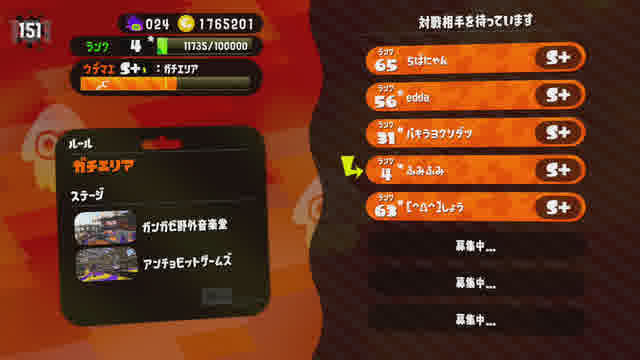 151
024
1765201
ランク 4* 11735/100000
ウデマエ S+ :ガチエリア
ルール
ガチエリア
ステージ
ガンガゼ野外音楽堂
アンチョビットゲームズ
対戦相手を待っています
ランク 65 ちばにゃん S+
ランク 56* edda S+
ランク 31* バキラヨクソダツ S+
ランク 4* ふみふみ S+
ランク 63* [^Δ^]しょう S+
募集中...
募集中...
募集中...